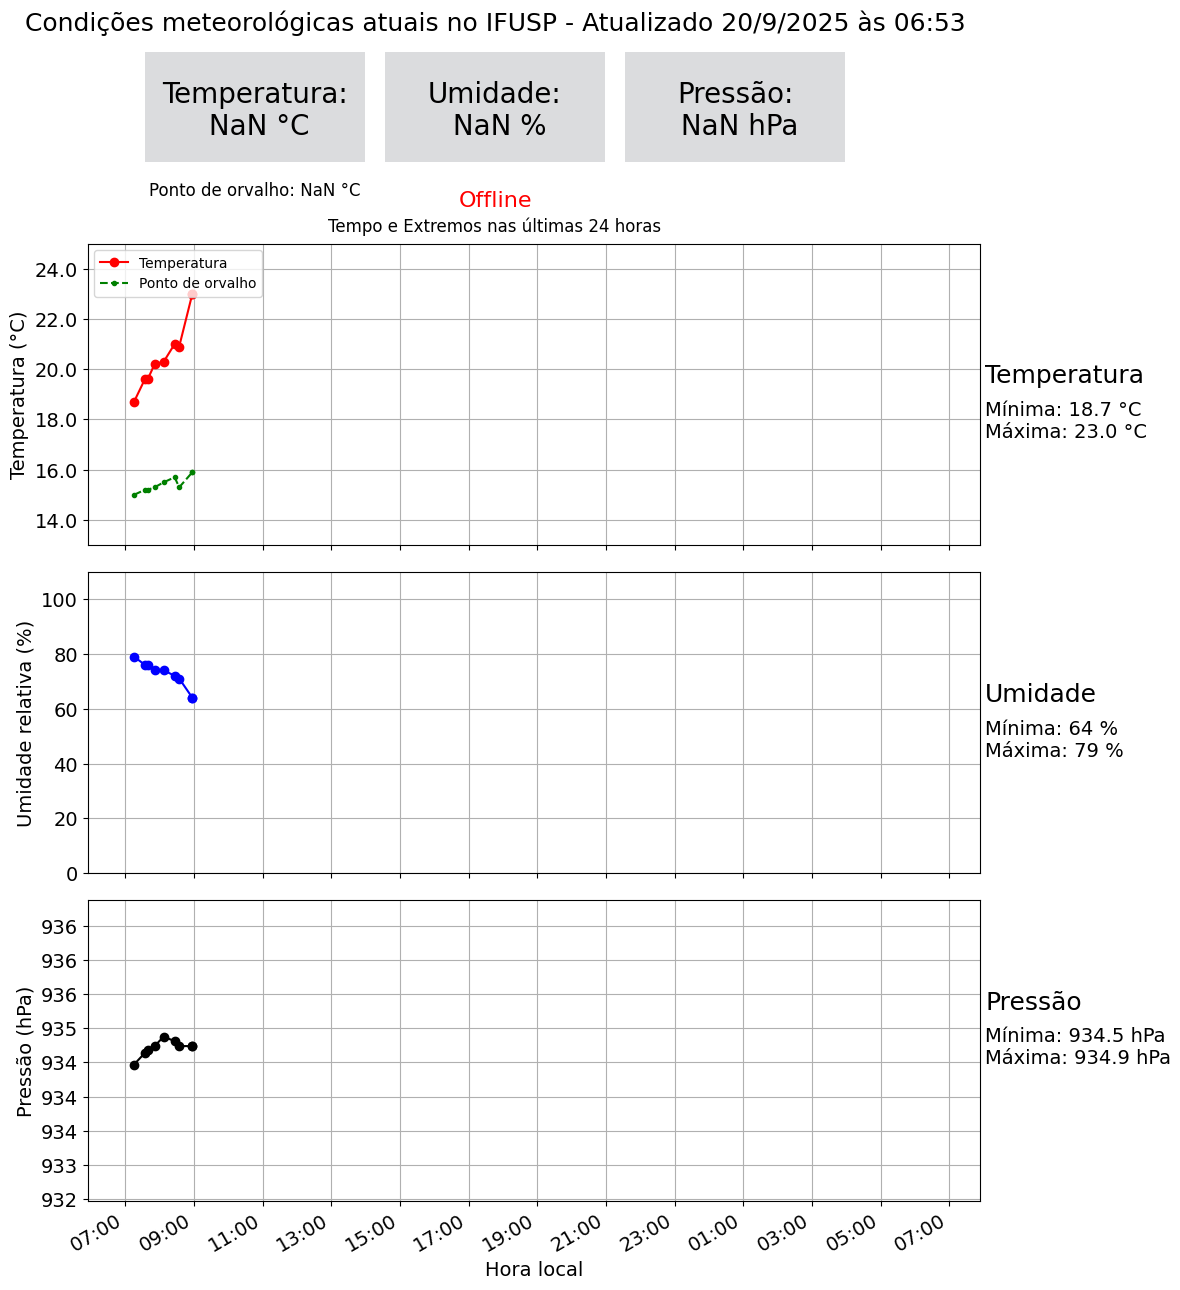 Condições meteorológicas atuais no IFUSP - Atualizado 20/9/2025 às 06:53
Temperatura:
NaN °C
Umidade:
NaN %
Pressão:
NaN hPa
Ponto de orvalho: NaN °C
Offline
Tempo e Extremos nas últimas 24 horas
Temperatura
Ponto de orvalho
Temperatura (°C)
24.0
22.0
20.0
18.0
16.0
14.0
Temperatura
Mínima: 18.7 °C
Máxima: 23.0 °C
Umidade relativa (%)
100
80
60
40
20
0
Umidade
Mínima: 64 %
Máxima: 79 %
Pressão (hPa)
936
936
936
935
934
934
934
933
932
Pressão
Mínima: 934.5 hPa
Máxima: 934.9 hPa
07:00
09:00
11:00
13:00
15:00
17:00
19:00
21:00
23:00
01:00
03:00
05:00
07:00
Hora local